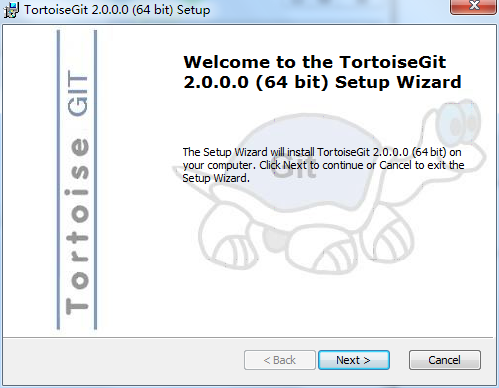 TortoiseGit 2.0.0.0 (64 bit) Setup
Welcome to the TortoiseGit
2.0.0.0 (64 bit) Setup Wizard
Tortoise GIT
Git
The Setup Wizard will install TortoiseGit 2.0.0.0 (64 bit) on
your computer. Click Next to continue or Cancel to exit the
Setup Wizard.
< Back
Next >
Cancel